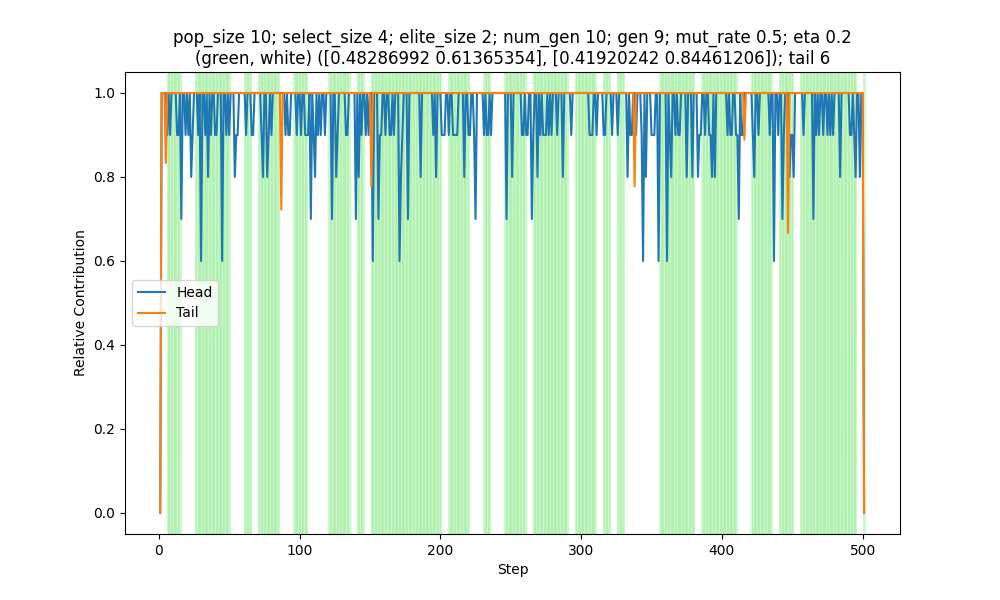 pop_size 10; select_size 4; elite_size 2; num_gen 10; gen 9; mut_rate 0.5; eta 0.2
(green, white) ([0.48286992 0.61365354], [0.41920242 0.84461206]); tail 6
1.0
0.8
0.6
0.4
0.2
0.0
Relative Contribution
Head
Tail
0
100
200
300
400
500
Step